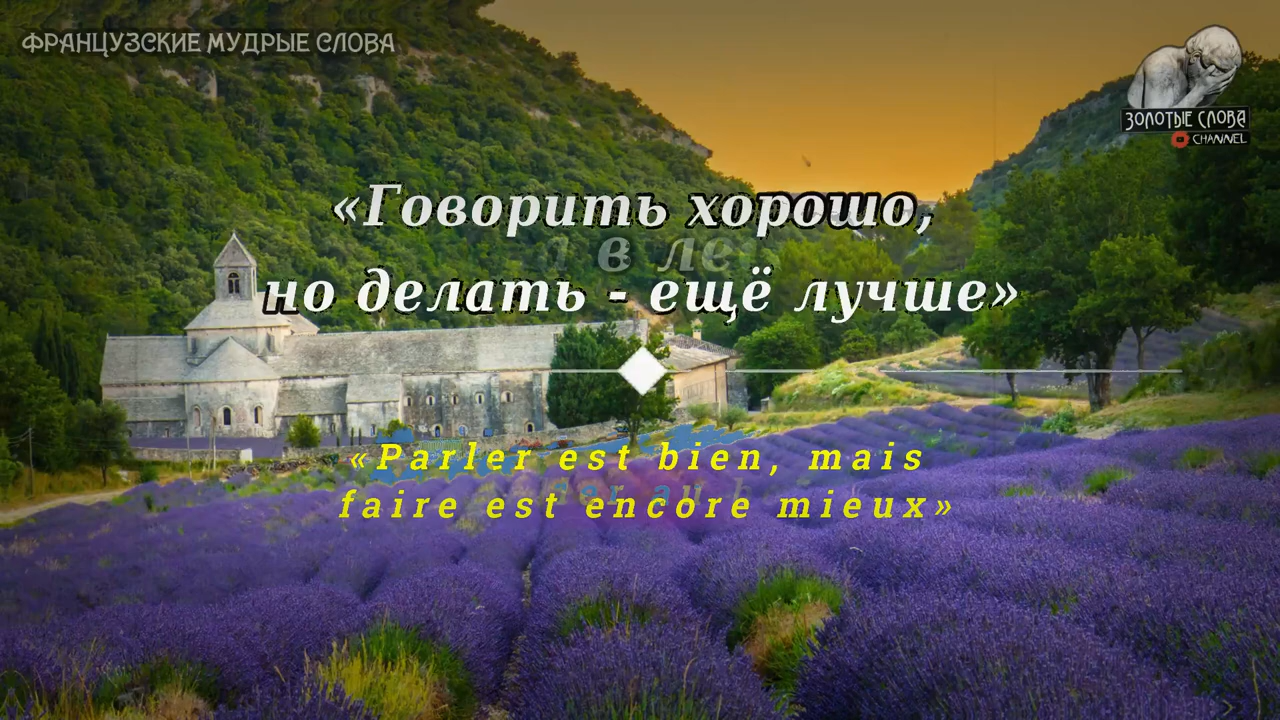 ФРАНЦУЗСКИЕ МУДРЫЕ СЛОВА
ЗОЛОТЫЕ СЛОВА
CHANNEL
«Говорить хорошо,
но делать - ещё лучше»
«Parler est bien, mais
faire est encore mieux»